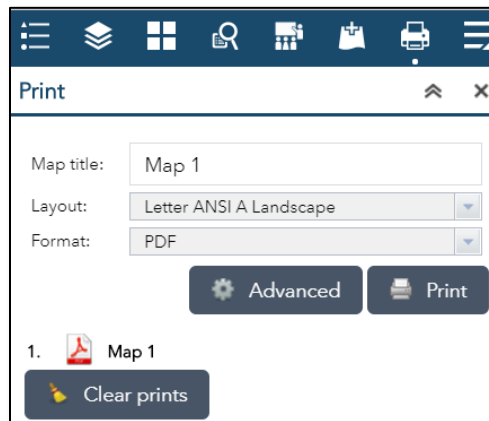 Print
Map title: Map 1
Layout: Letter ANSI A Landscape
Format: PDF
Advanced Print
1. Map 1
Clear prints